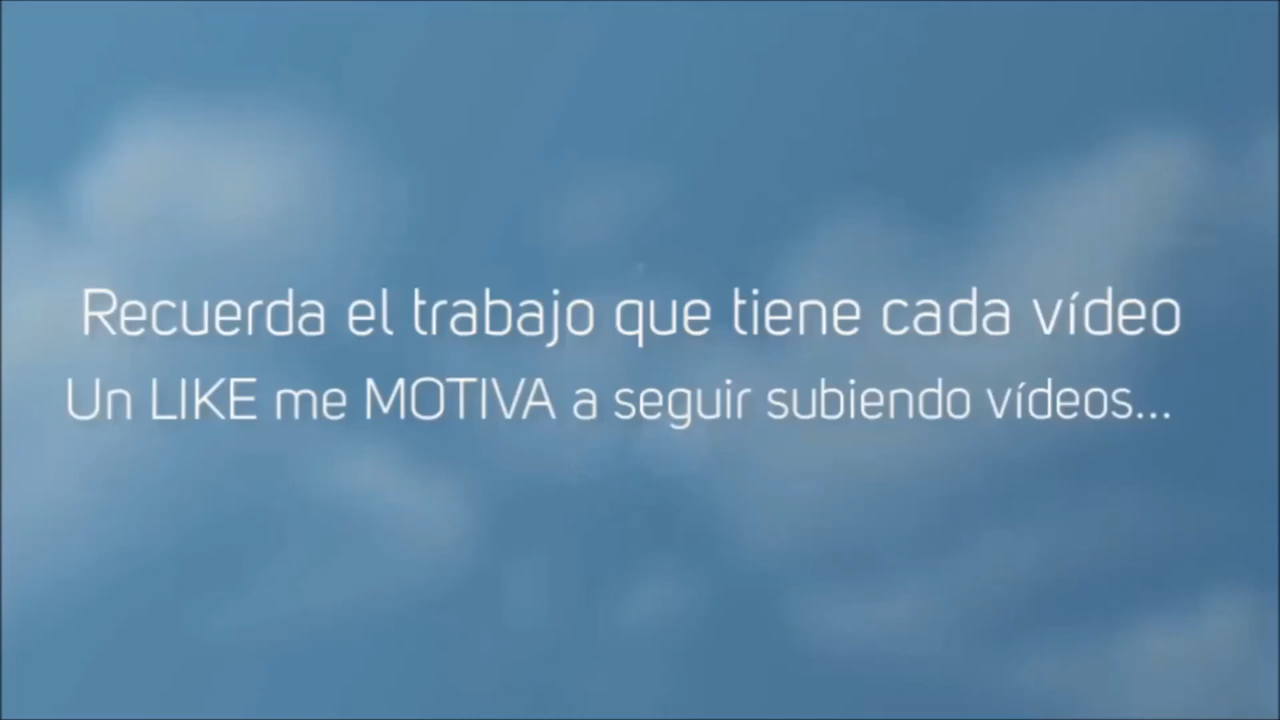 Recuerda el trabajo que tiene cada vídeo
Un LIKE me MOTIVA a seguir subiendo vídeos...